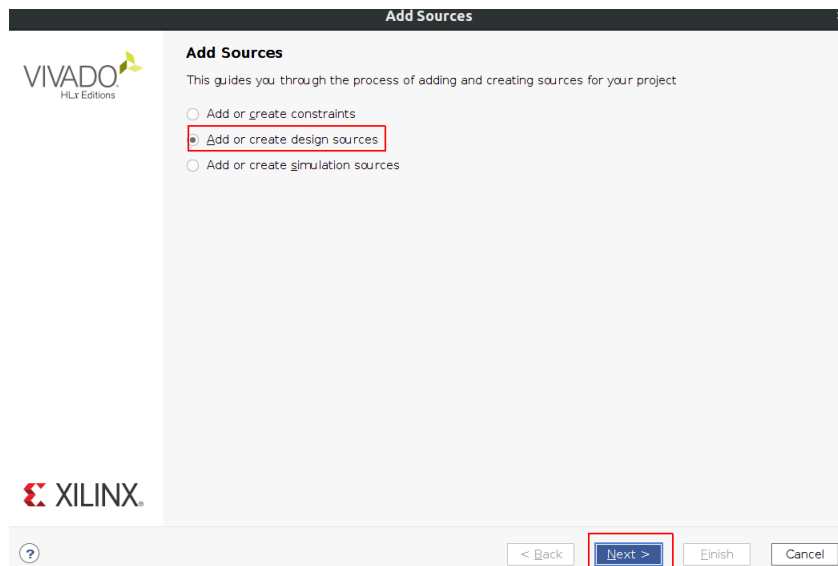 Add Sources
VIVADO.
HLx Editions
Add Sources
This guides you through the process of adding and creating sources for your project
Add or create constraints
Add or create design sources
Add or create simulation sources
XILINX.
?
< Back
Next >
Finish
Cancel